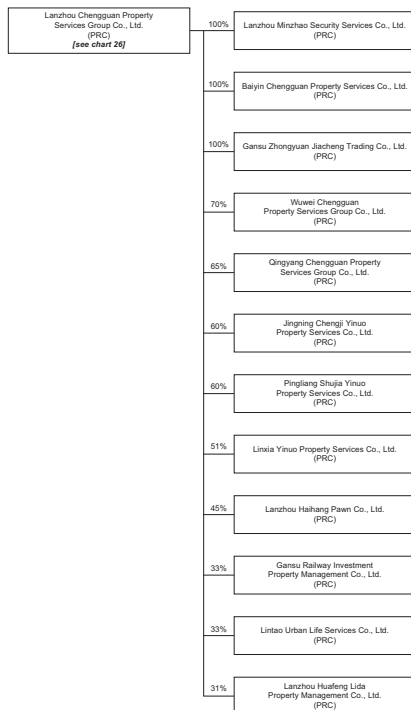 Lanzhou Chengguan Property
Services Group Co., Ltd.
(PRC)
[see chart 26]
100%
Lanzhou Minzhao Security Services Co., Ltd.
(PRC)
100%
Baiyin Chengguan Property Services Co., Ltd.
(PRC)
100%
Gansu Zhongyuan Jiacheng Trading Co., Ltd.
(PRC)
70%
Wuwei Chengguan
Property Services Group Co., Ltd.
(PRC)
65%
Qingyang Chengguan Property
Services Group Co., Ltd.
(PRC)
60%
Jingning Chengji Yinuo
Property Services Co., Ltd.
(PRC)
60%
Pingliang Shujia Yinuo
Property Services Co., Ltd.
(PRC)
51%
Linxia Yinuo Property Services Co., Ltd.
(PRC)
45%
Lanzhou Haihang Pawn Co., Ltd.
(PRC)
33%
Gansu Railway Investment
Property Management Co., Ltd.
(PRC)
33%
Lintao Urban Life Services Co., Ltd.
(PRC)
31%
Lanzhou Huafeng Lida
Property Management Co., Ltd.
(PRC)